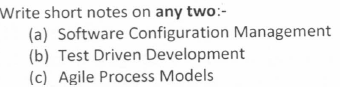 Write short notes on any two:-
(a) Software Configuration Management
(b) Test Driven Development
(c) Agile Process Models